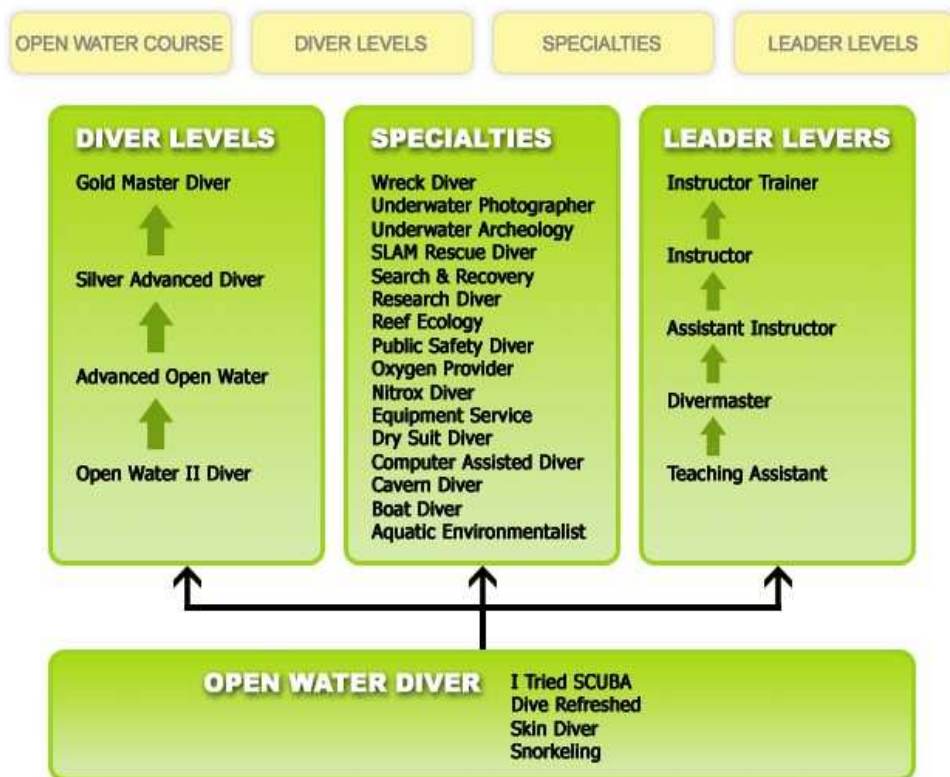 OPEN WATER COURSE
DIVER LEVELS
SPECIALTIES
LEADER LEVELS
DIVER LEVELS
Gold Master Diver
Silver Advanced Diver
Advanced Open Water
Open Water II Diver
SPECIALTIES
Wreck Diver
Underwater Photographer
Underwater Archeology
SLAM Rescue Diver
Search & Recovery
Research Diver
Reef Ecology
Public Safety Diver
Oxygen Provider
Nitrox Diver
Equipment Service
Dry Suit Diver
Computer Assisted Diver
Cavern Diver
Boat Diver
Aquatic Environmentalist
LEADER LEVERS
Instructor Trainer
Instructor
Assistant Instructor
Divermaster
Teaching Assistant
OPEN WATER DIVER
I Tried SCUBA
Dive Refreshed
Skin Diver
Snorkeling